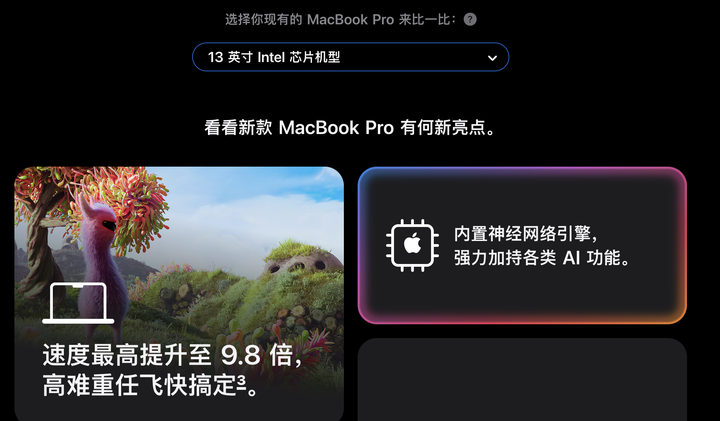 选择你现有的 MacBook Pro 来比一比： ?
13 英寸 Intel 芯片机型
看看新款 MacBook Pro 有何新亮点。
速度最高提升至 9.8 倍，
高难重任飞快搞定3。
内置神经网络引擎，
强力加持各类 AI 功能。